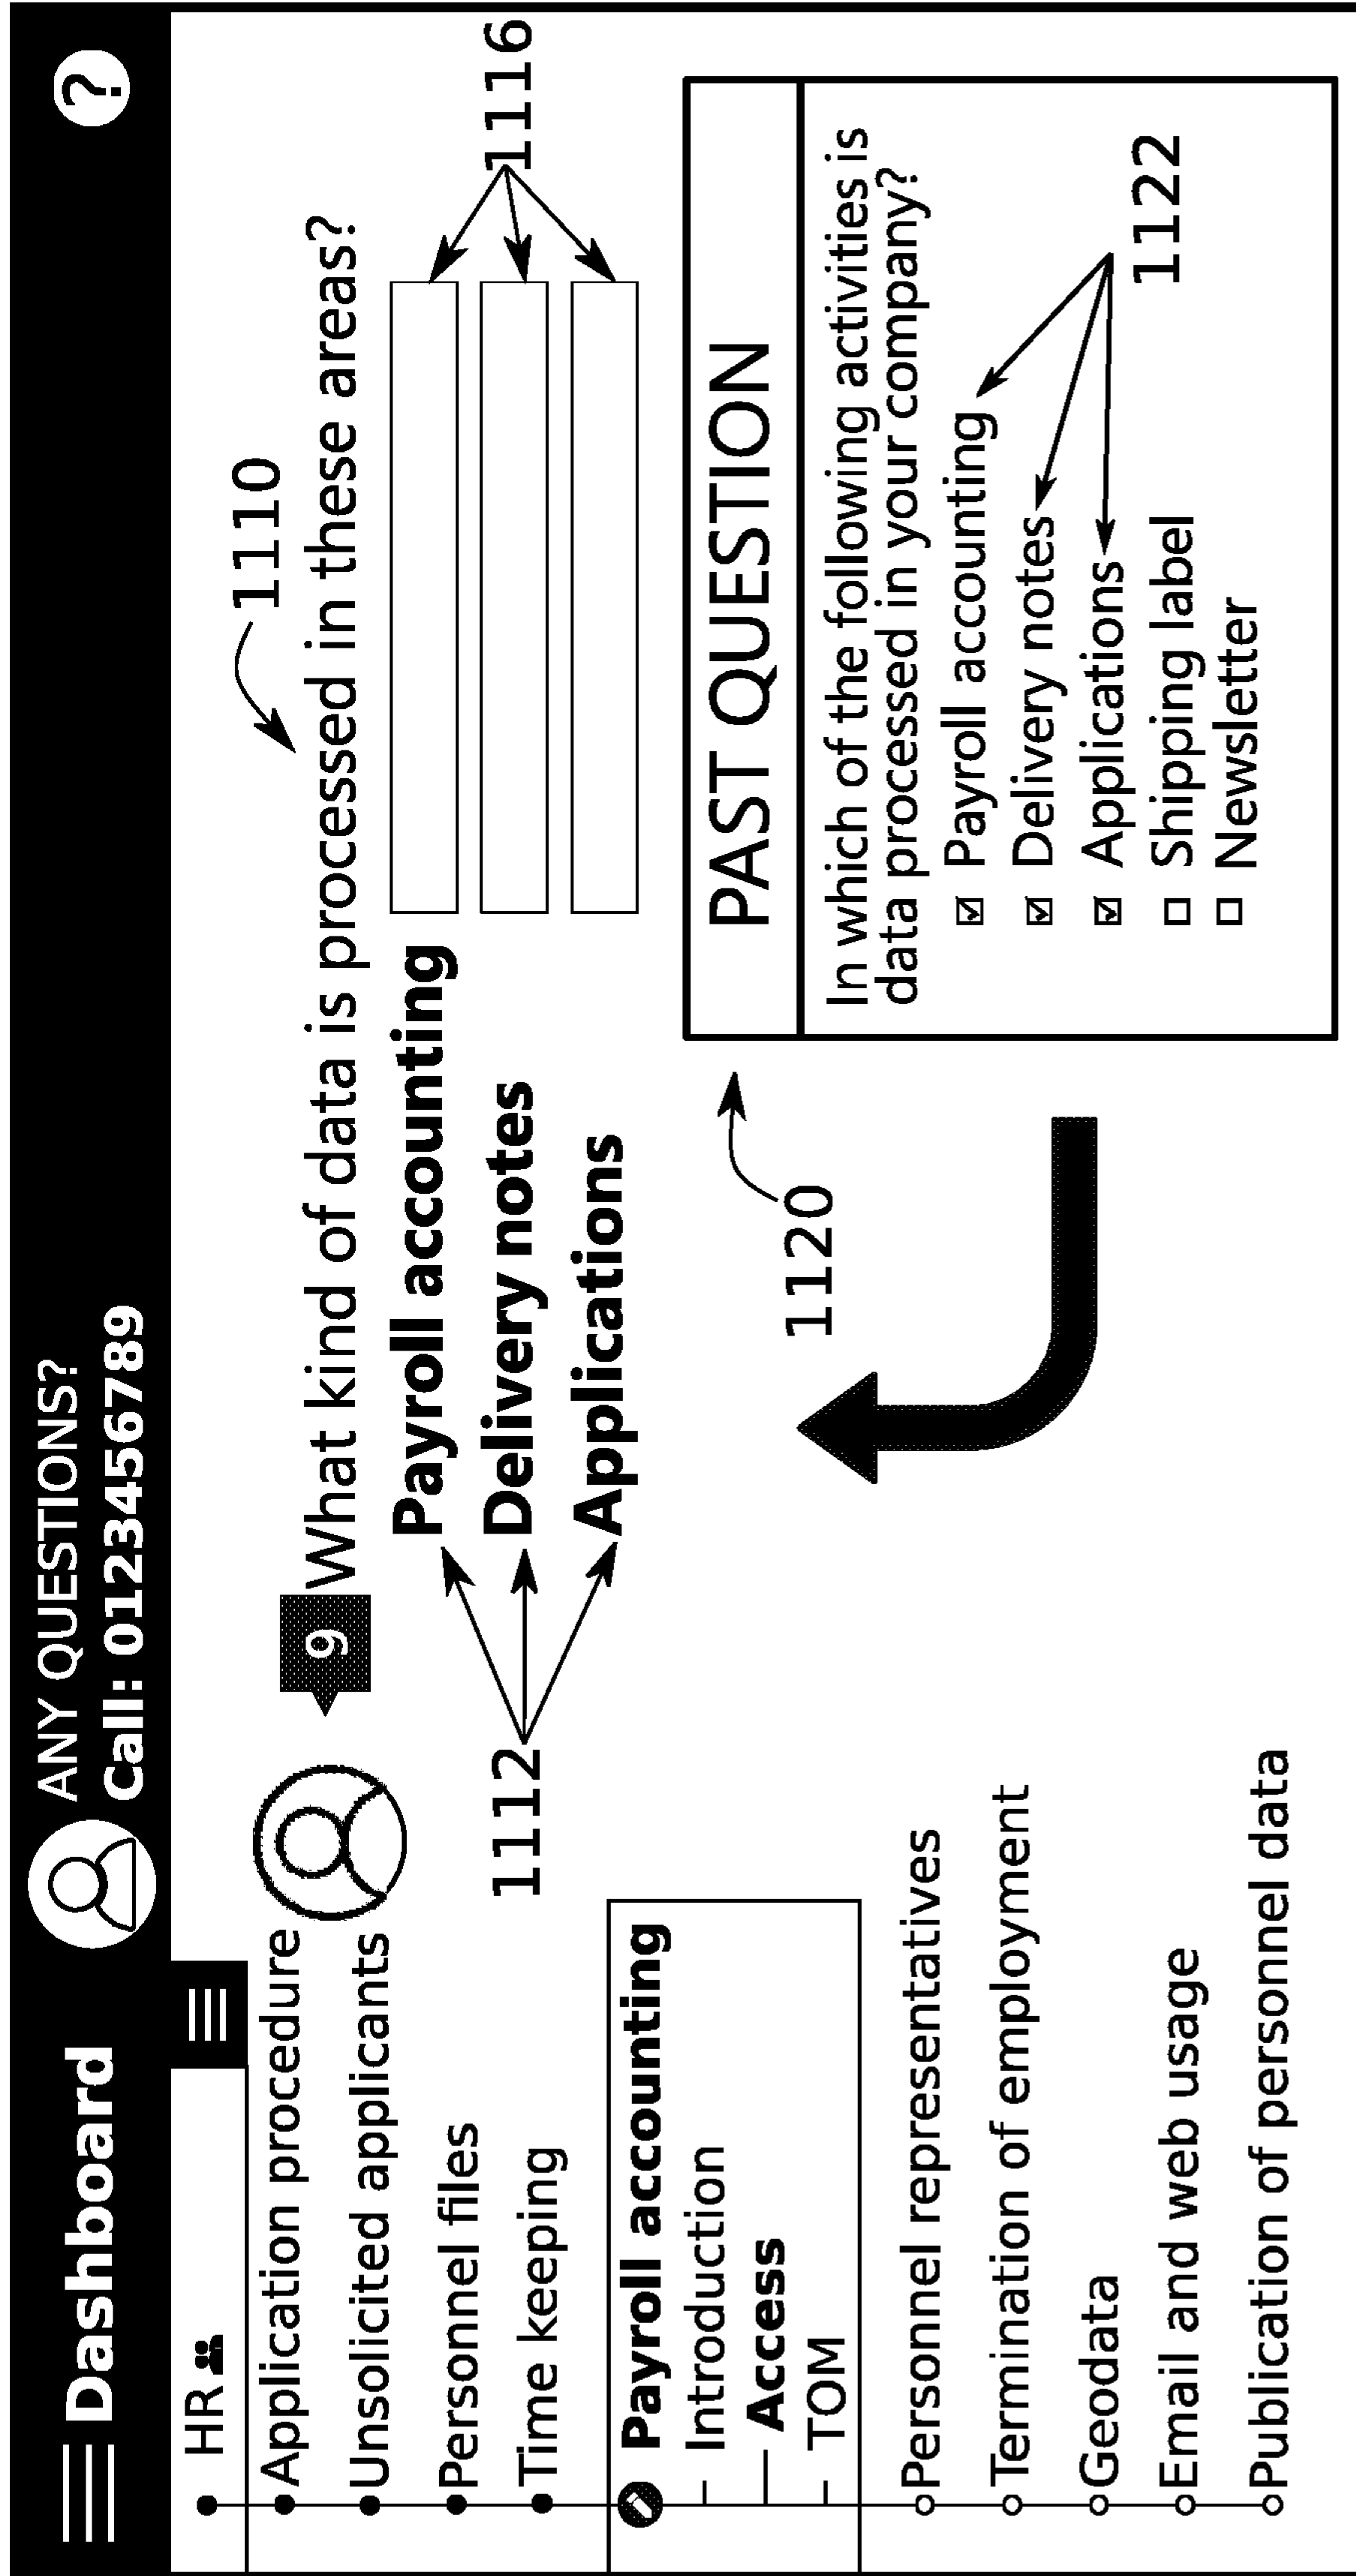 Dashboard
ANY QUESTIONS?
Call: 0123456789
?
HR
Application procedure
Unsolicited applicants
Personnel files
Time keeping
Payroll accounting
Introduction
Access
TOM
Personnel representatives
Termination of employment
Geodata
Email and web usage
Publication of personnel data
1110
9
What kind of data is processed in these areas?
1112
Payroll accounting
Delivery notes
Applications
1116
1120
PAST QUESTION
In which of the following activities is
data processed in your company?
Payroll accounting
Delivery notes
Applications
Shipping label
Newsletter
1122